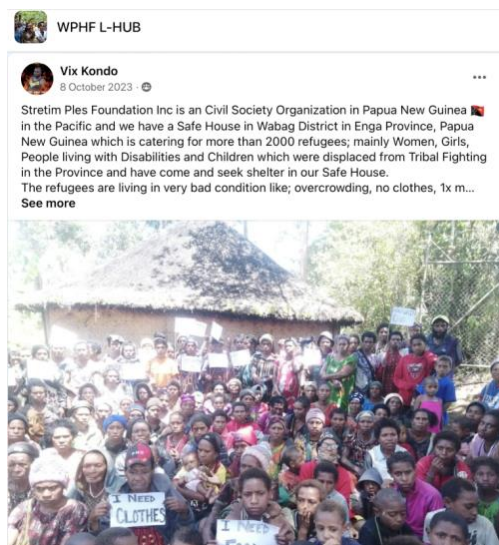 WPHF L-HUB
Vix Kondo
8 October 2023 ·
Stretim Ples Foundation Inc is an Civil Society Organization in Papua New Guinea
in the Pacific and we have a Safe House in Wabag District in Enga Province, Papua
New Guinea which is catering for more than 2000 refugees; mainly Women, Girls,
People living with Disabilities and Children which were displaced from Tribal Fighting
in the Province and have come and seek shelter in our Safe House.
The refugees are living in very bad condition like; overcrowding, no clothes, 1x m...
See more
I NEED
CLOTHES
I NEED